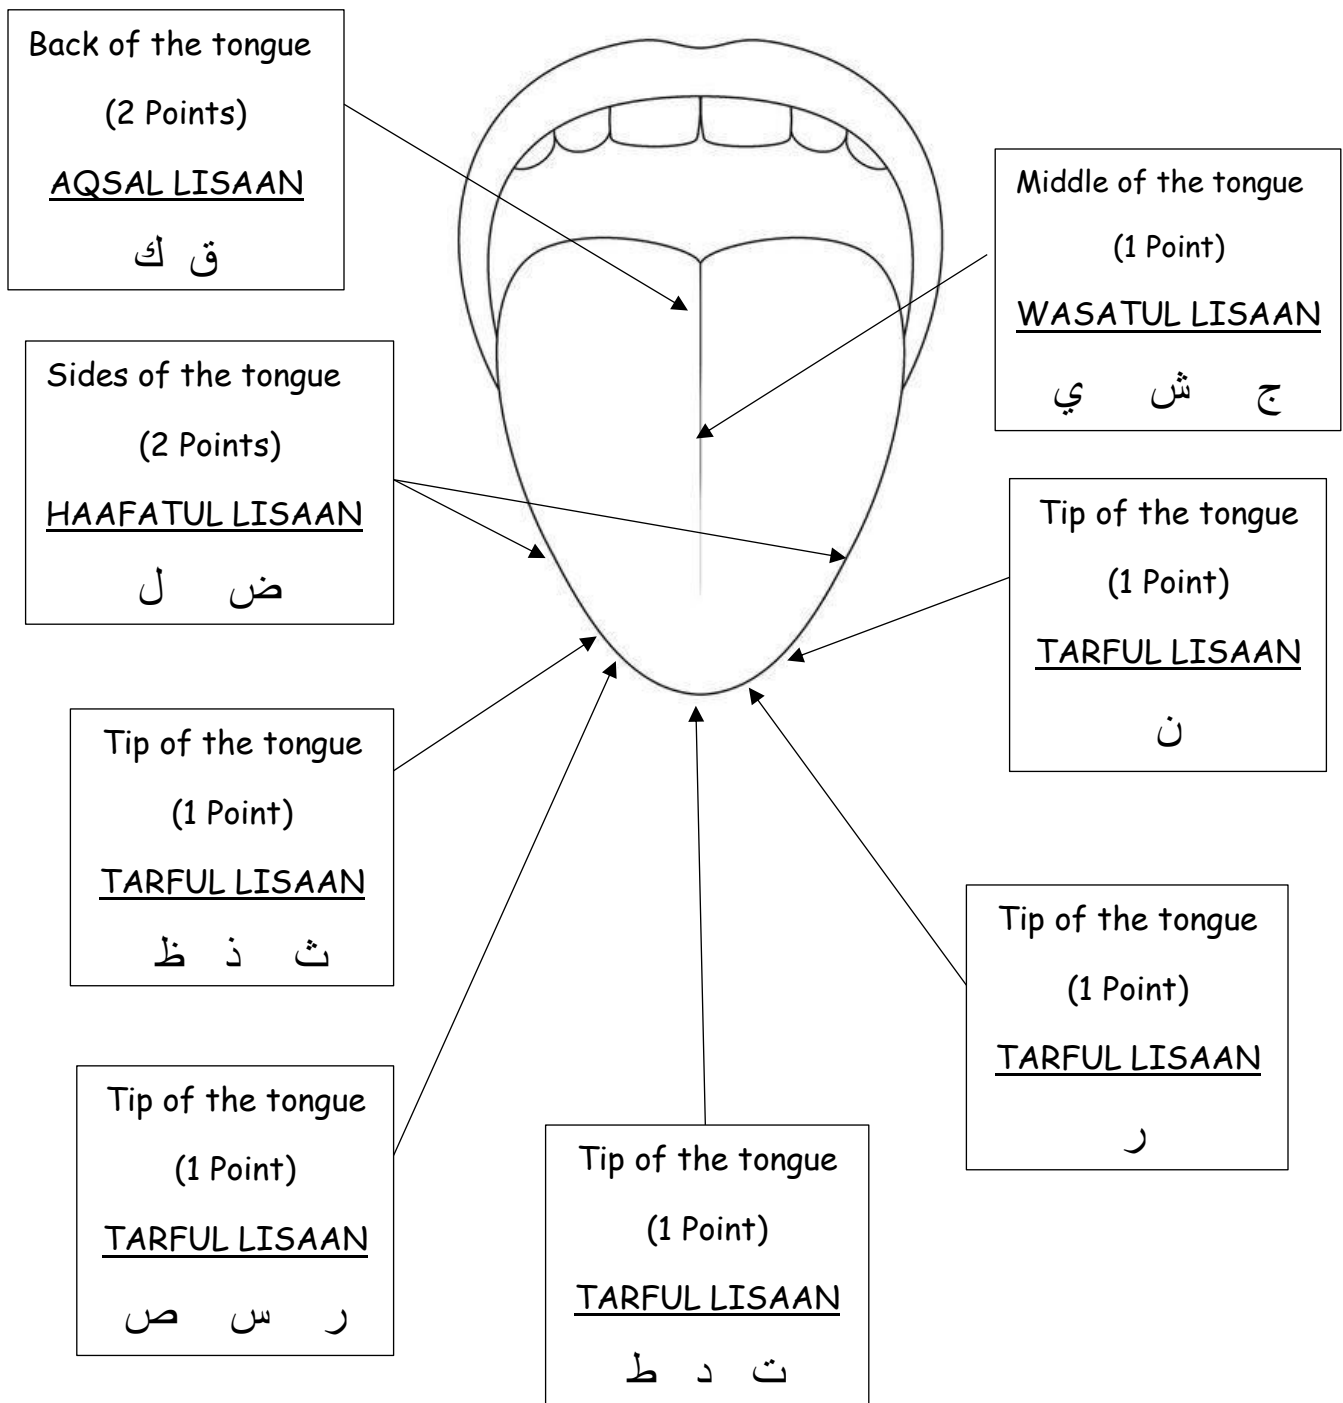 Back of the tongue
(2 Points)
AQSAL LISAAN
ق ك
Middle of the tongue
(1 Point)
WASATUL LISAAN
ج ش ي
Sides of the tongue
(2 Points)
HAAFATUL LISAAN
ض ل
Tip of the tongue
(1 Point)
TARFUL LISAAN
ن
Tip of the tongue
(1 Point)
TARFUL LISAAN
ث ذ ظ
Tip of the tongue
(1 Point)
TARFUL LISAAN
ر
Tip of the tongue
(1 Point)
TARFUL LISAAN
ر س ص
Tip of the tongue
(1 Point)
TARFUL LISAAN
ت د ط